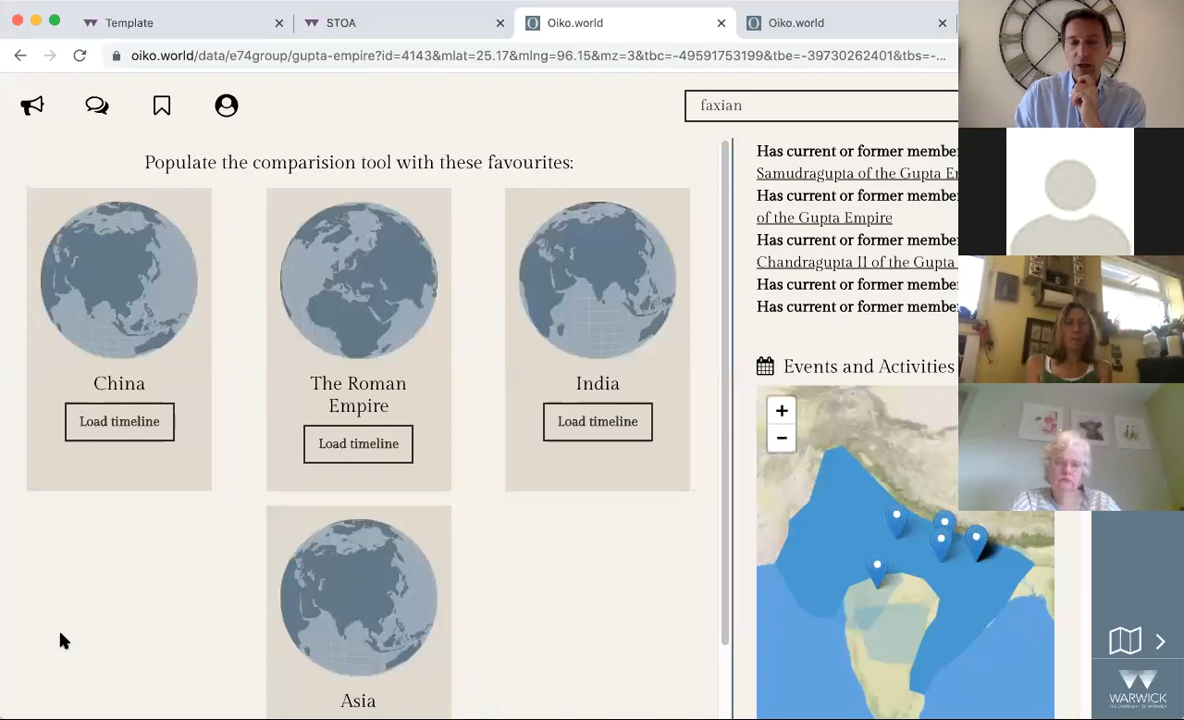 Template
STOA
Oiko.world
Oiko.world
oiko.world/data/e74group/gupta-empire?id=4143&mlat=25.17&mlng=96.15&mz=3&tbc=-49591753199&tbe=-39730262401&tbs=-...
faxian
Populate the comparision tool with these favourites:
China
Load timeline
The Roman
Empire
Load timeline
India
Load timeline
Asia
Has current or former membe
Samudragupta of the Gupta E
Has current or former membe
of the Gupta Empire
Has current or former membe
Chandragupta II of the Gupta
Has current or former membe
Has current or former membe
Events and Activities
+
−
WARWICK
THE UNIVERSITY OF WARWICK